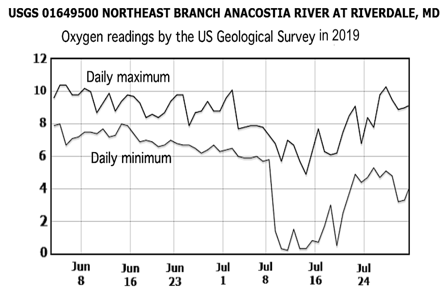 USGS 01649500 NORTHEAST BRANCH ANACOSTIA RIVER AT RIVERDALE, MD
Oxygen readings by the US Geological Survey in 2019
12
Daily maximum
10
8
Daily minimum
6
4
2
0
Jun Jun Jun Jul Jul Jul Jul
8 16 23 1 8 16 24